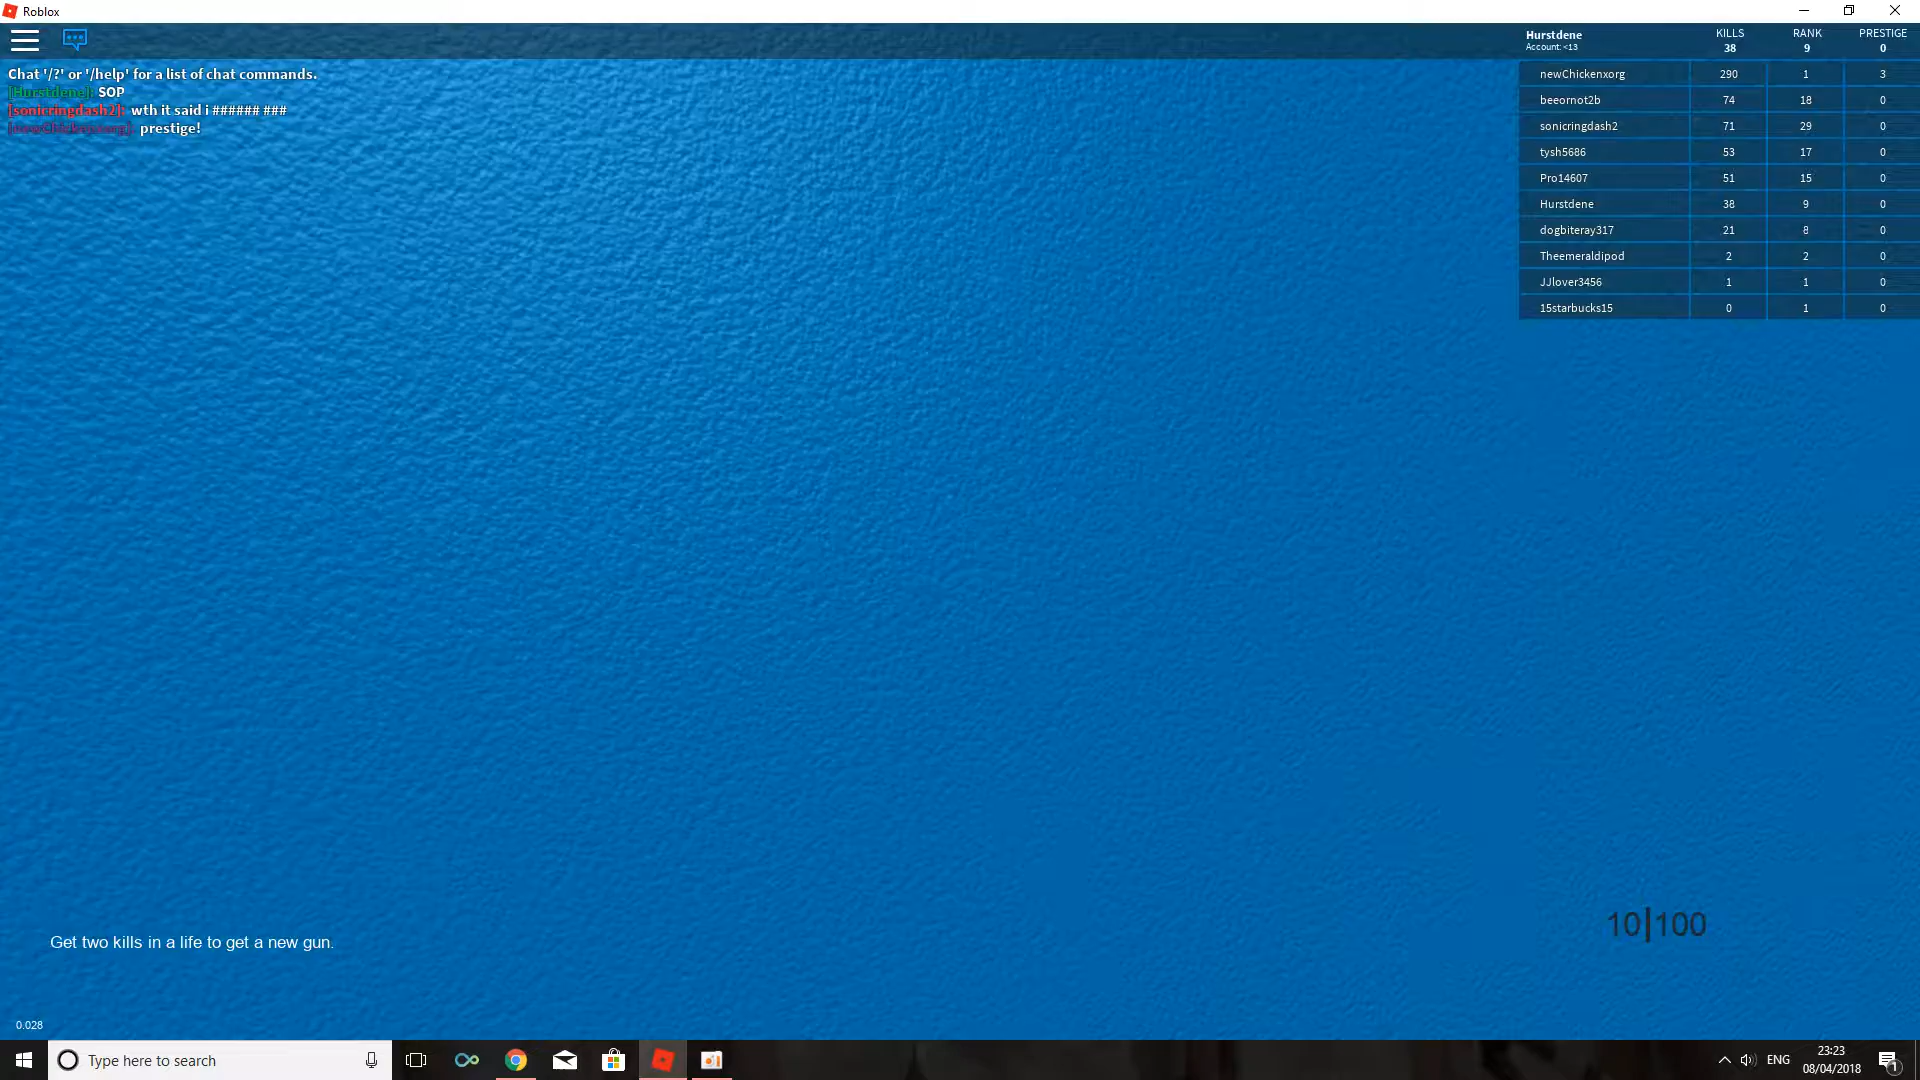 Roblox
Hurstdene KILLS RANK PRESTIGE
Account: <13 38 9 0
Chat '/?' or '/help' for a list of chat commands.
[Hurstdene]: SOP
[sonicringdash2]: wth it said i ###### ###
[newChickenxorg]: prestige!
newChickenxorg 290 1 3
beeornot2b 74 18 0
sonicringdash2 71 29 0
tysh5686 53 17 0
Pro14607 51 15 0
Hurstdene 38 9 0
dogbiteray317 21 8 0
Theemeraldipod 2 2 0
JJlover3456 1 1 0
15starbucks15 0 1 0
10|100
Get two kills in a life to get a new gun.
0.028
Type here to search
ENG
23:23
08/04/2018
1